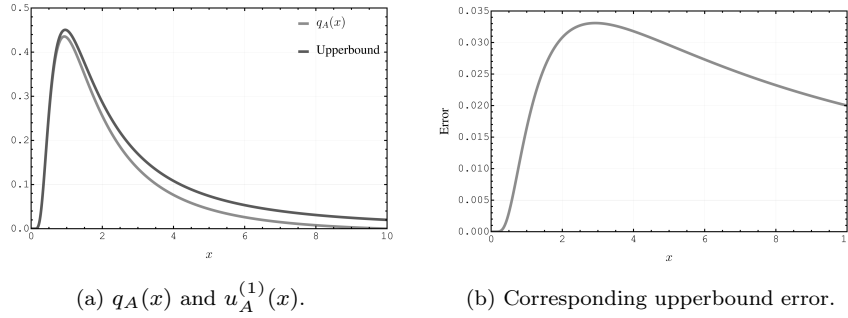 0.5
0.4
0.3
0.2
0.1
0.0
0 2 4 6 8 10
x
q_A(x)
Upperbound
(a) q_A(x) and u_A^{(1)}(x).
0.035
0.030
0.025
0.020
0.015
0.010
0.005
0.000
Error
0 2 4 6 8 10
x
(b) Corresponding upperbound error.